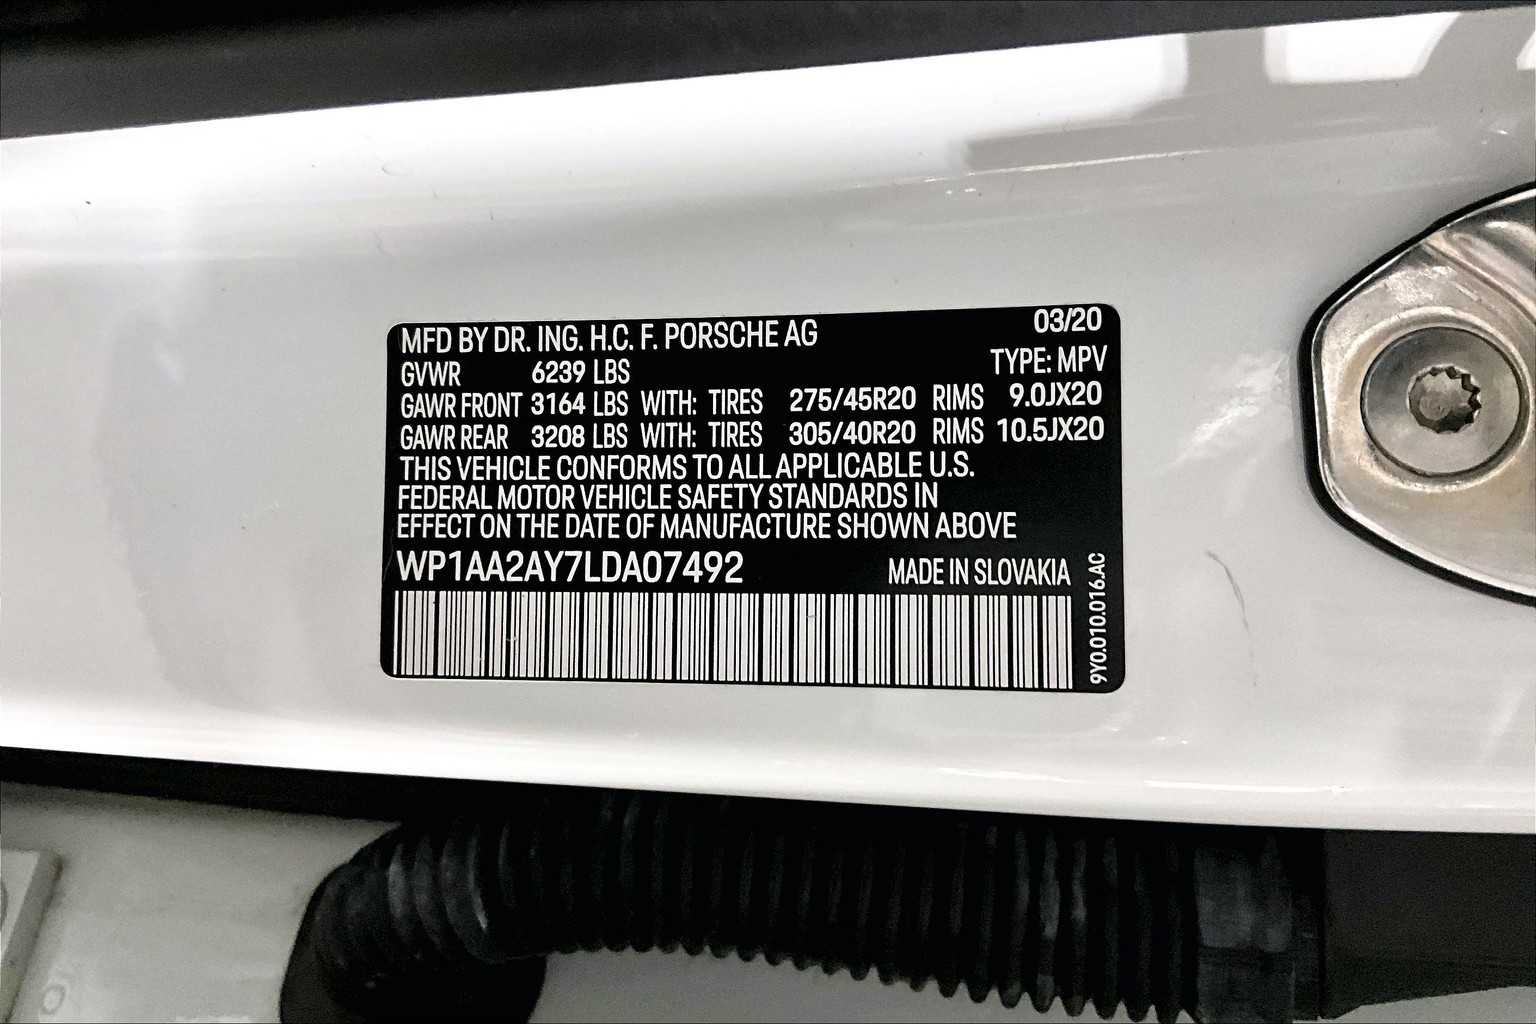 MFD BY DR. ING. H.C. F. PORSCHE AG 03/20
GVWR 6239 LBS TYPE: MPV
GAWR FRONT 3164 LBS WITH: TIRES 275/45R20 RIMS 9.0JX20
GAWR REAR 3208 LBS WITH: TIRES 305/40R20 RIMS 10.5JX20
THIS VEHICLE CONFORMS TO ALL APPLICABLE U.S.
FEDERAL MOTOR VEHICLE SAFETY STANDARDS IN
EFFECT ON THE DATE OF MANUFACTURE SHOWN ABOVE
WP1AA2AY7LDA07492 MADE IN SLOVAKIA
9Y0.010.016.AC